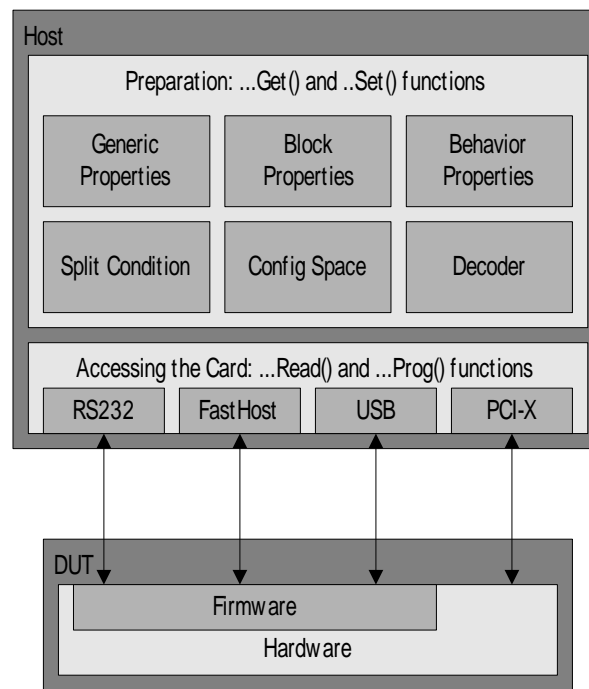 Host
Preparation: ...Get() and ..Set() functions
Generic
Properties
Block
Properties
Behavior
Properties
Split Condition
Config Space
Decoder
Accessing the Card: ...Read() and ...Prog() functions
RS232
FastHost
USB
PCI-X
DUT
Firmware
Hardware